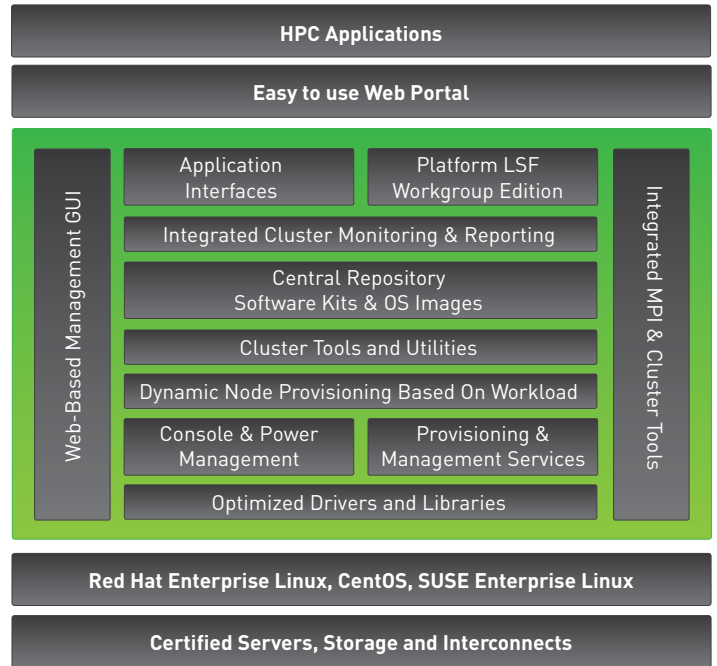 HPC Applications
Easy to use Web Portal
Web-Based Management GUI
Application
Interfaces
Platform LSF
Workgroup Edition
Integrated Cluster Monitoring & Reporting
Central Repository
Software Kits & OS Images
Cluster Tools and Utilities
Dynamic Node Provisioning Based On Workload
Console & Power
Management
Provisioning &
Management Services
Optimized Drivers and Libraries
Integrated MPI & Cluster Tools
Red Hat Enterprise Linux, CentOS, SUSE Enterprise Linux
Certified Servers, Storage and Interconnects